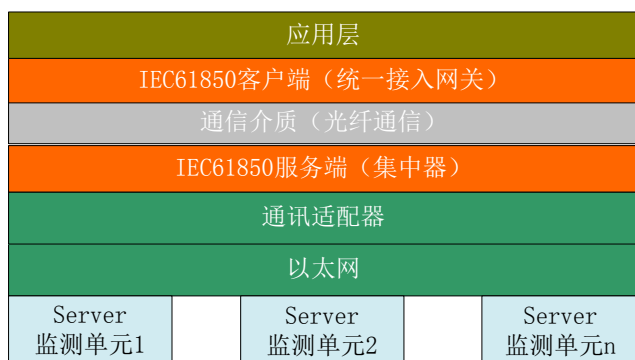 应用层
IEC61850客户端（统一接入网关）
通信介质（光纤通信）
IEC61850服务端（集中器）
通讯适配器
以太网
Server
监测单元1
Server
监测单元2
Server
监测单元n